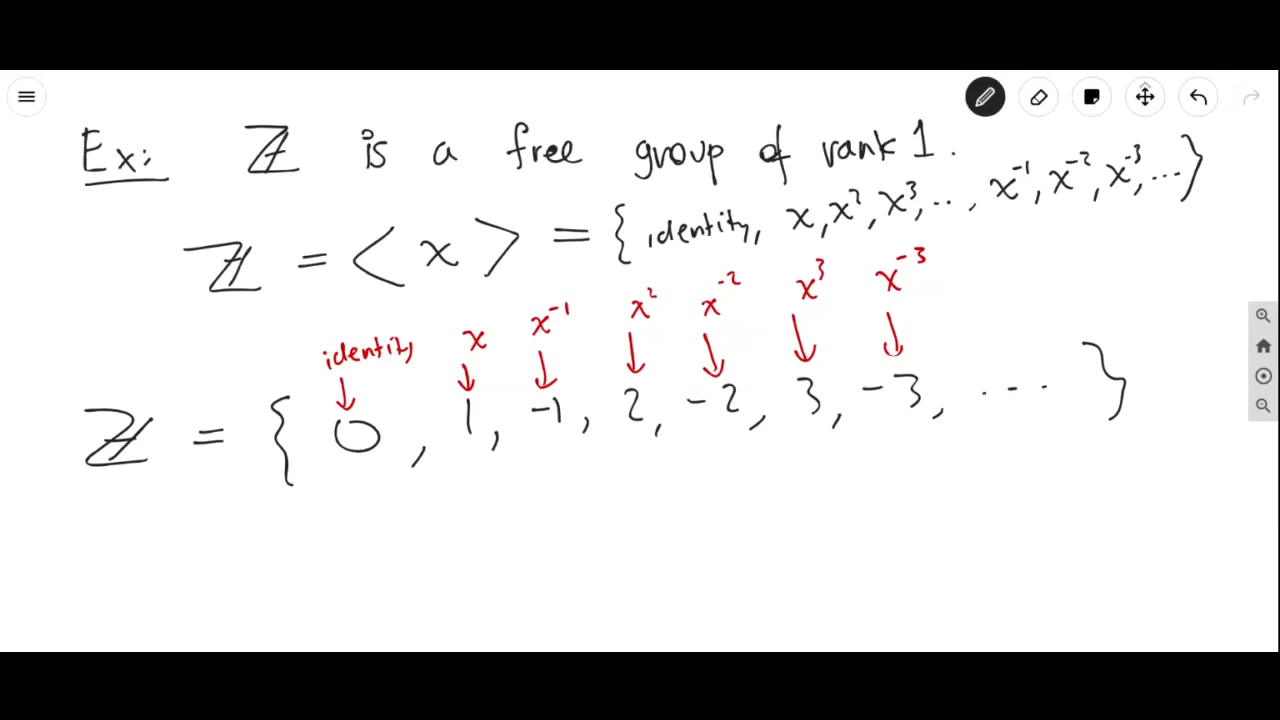 Ex: ℤ is a free group of rank 1.
ℤ = < x > = { identity, x, x², x³, ..., x⁻¹, x⁻², x⁻³, ... }
identity x x⁻¹ x² x⁻² x³ x⁻³
↓ ↓ ↓ ↓ ↓ ↓ ↓
ℤ = { 0, 1, -1, 2, -2, 3, -3, ... }